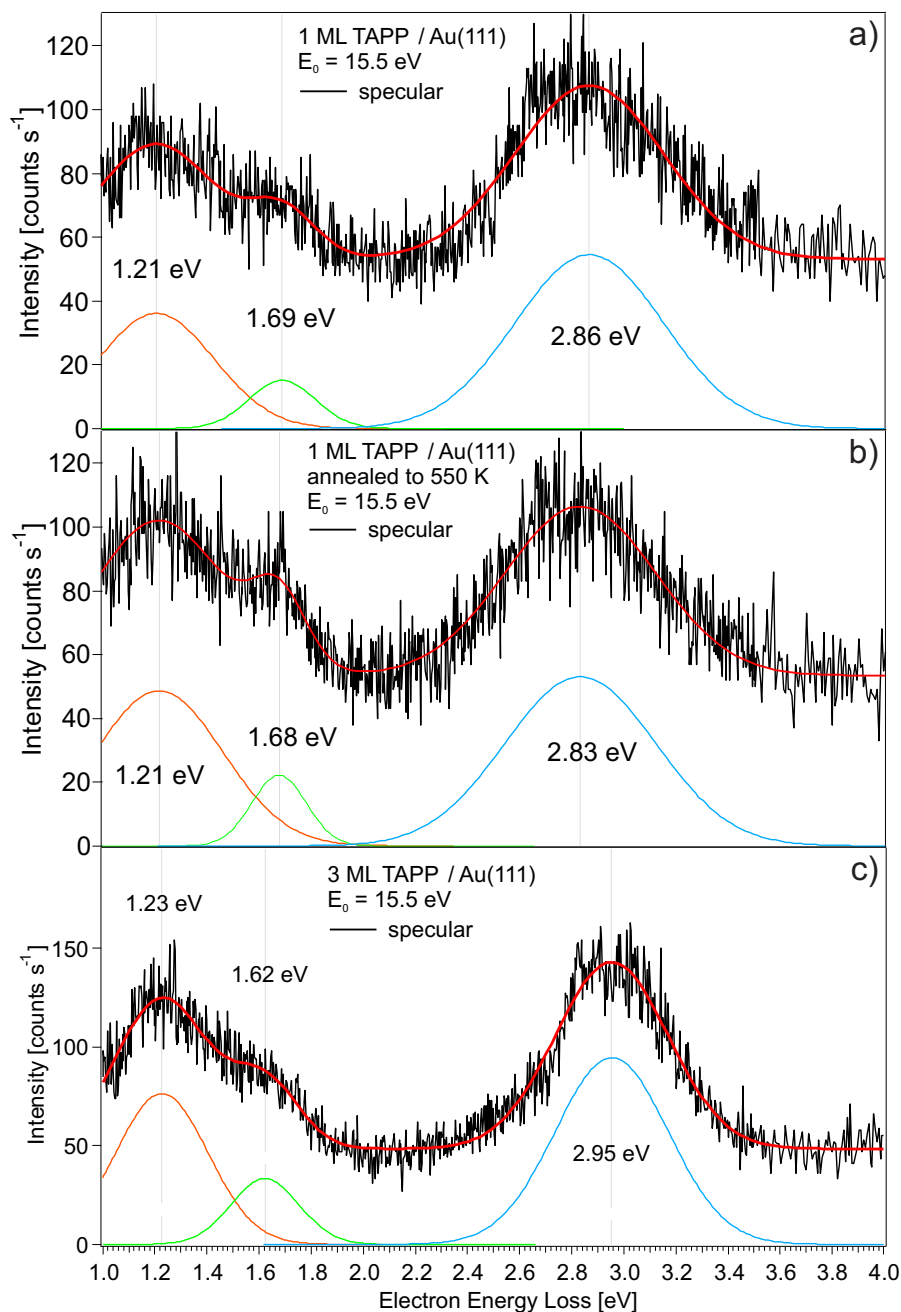 a)
1 ML TAPP / Au(111)
E₀ = 15.5 eV
specular
Intensity [counts s⁻¹]
120
100
80
60
40
20
0
1.21 eV
1.69 eV
2.86 eV
b)
1 ML TAPP / Au(111)
annealed to 550 K
E₀ = 15.5 eV
specular
Intensity [counts s⁻¹]
120
100
80
60
40
20
0
1.21 eV
1.68 eV
2.83 eV
c)
3 ML TAPP / Au(111)
E₀ = 15.5 eV
specular
Intensity [counts s⁻¹]
150
100
50
0
1.23 eV
1.62 eV
2.95 eV
1.0 1.2 1.4 1.6 1.8 2.0 2.2 2.4 2.6 2.8 3.0 3.2 3.4 3.6 3.8 4.0
Electron Energy Loss [eV]